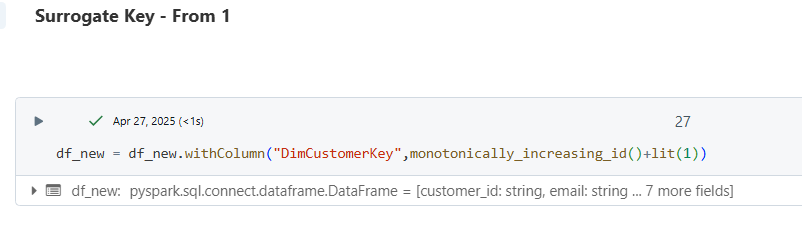 Surrogate Key - From 1
Apr 27, 2025 (<1s)
27
df_new = df_new.withColumn("DimCustomerKey",monotonically_increasing_id()+lit(1))
df_new: pyspark.sql.connect.dataframe.DataFrame = [customer_id: string, email: string ... 7 more fields]